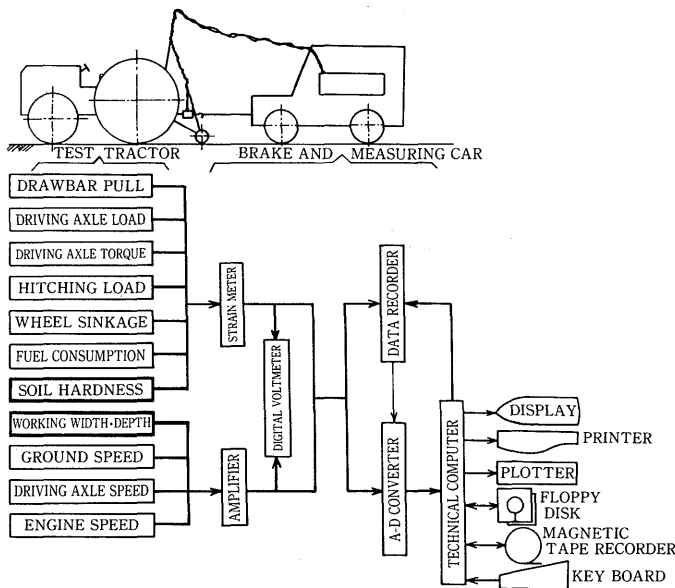 TEST TRACTOR
BRAKE AND MEASURING CAR
DRAWBAR PULL
DRIVING AXLE LOAD
DRIVING AXLE TORQUE
HITCHING LOAD
WHEEL SINKAGE
FUEL CONSUMPTION
SOIL HARDNESS
WORKING WIDTH·DEPTH
GROUND SPEED
DRIVING AXLE SPEED
ENGINE SPEED
STRAIN METER
AMPLIFIER
DIGITAL VOLTMETER
DATA RECORDER
A-D CONVERTER
TECHNICAL COMPUTER
DISPLAY
PRINTER
PLOTTER
FLOPPY
DISK
MAGNETIC
TAPE RECORDER
KEY BOARD